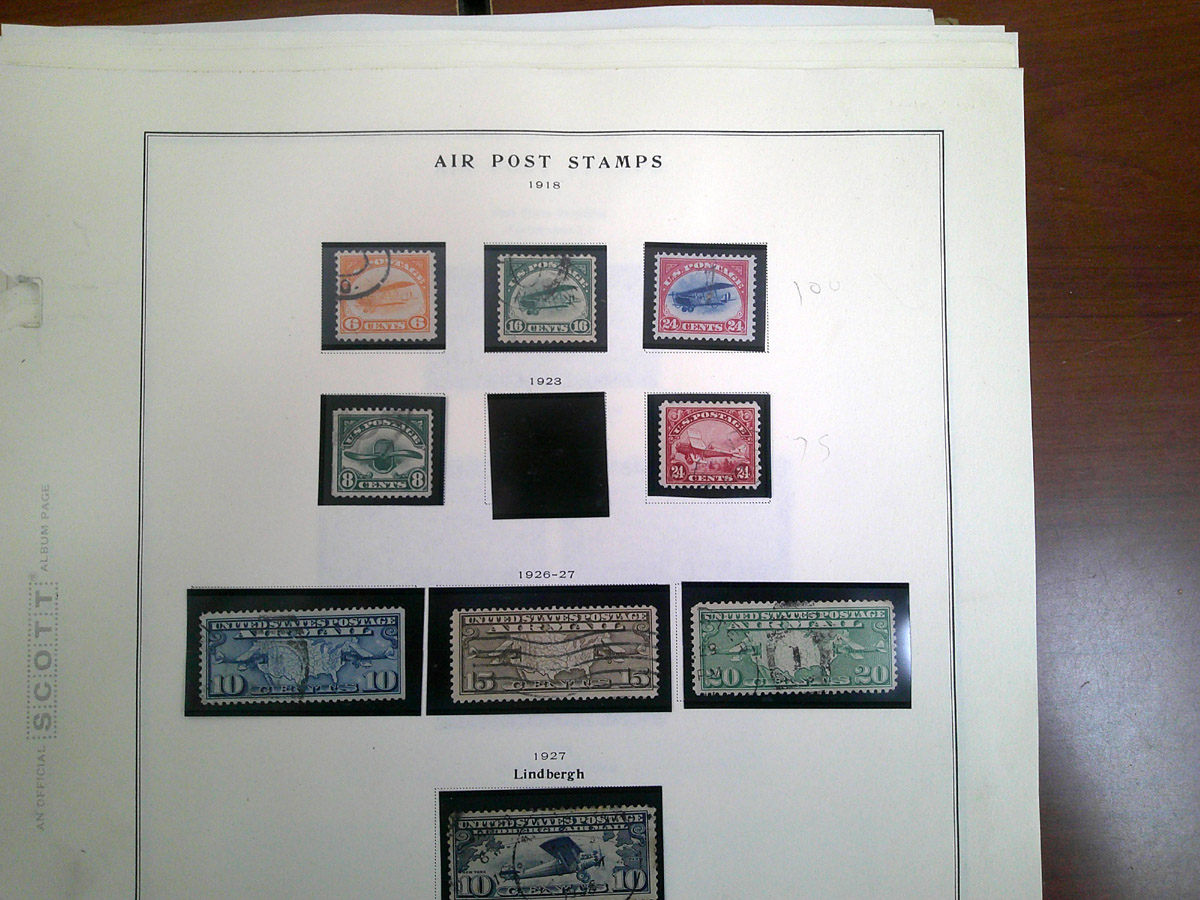 AIR POST STAMPS
1918
U.S. POSTAGE
6 CENTS 6
U.S. POSTAGE
16 CENTS 16
U.S. POSTAGE
24 CENTS 24
100
1923
U.S. POSTAGE
8 CENTS 8
U.S. POSTAGE
24 CENTS 24
75
1926-27
UNITED STATES POSTAGE
AIR MAIL
10 CENTS 10
UNITED STATES POSTAGE
AIR MAIL
15 CENTS 15
UNITED STATES POSTAGE
AIR MAIL
20 CENTS 20
1927
Lindbergh
UNITED STATES POSTAGE
LINDBERGH AIR MAIL
10 CENTS 10
AN OFFICIAL SCOTT® ALBUM PAGE